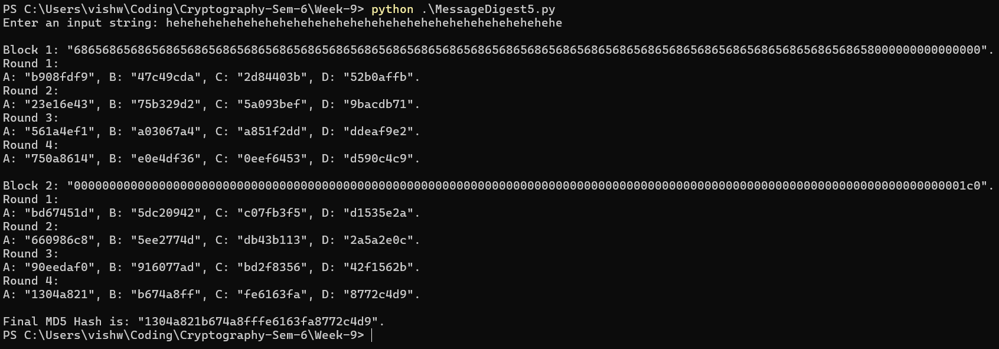 PS C:\Users\vishw\Coding\Cryptography-Sem-6\Week-9> python .\MessageDigest5.py
Enter an input string: hehehehehehehehehehehehehehehehehehehehehehehehehehehehe
Block 1: "68656865686568656865686568656865686568656865686568656865686568656865686568656865686568656865686568656865686568658000000000000000".
Round 1:
A: "b908fdf9", B: "47c49cda", C: "2d84403b", D: "52b0affb".
Round 2:
A: "23e16e43", B: "75b329d2", C: "5a093bef", D: "9bacdb71".
Round 3:
A: "561a4ef1", B: "a03067a4", C: "a851f2dd", D: "ddeaf9e2".
Round 4:
A: "750a8614", B: "e0e4df36", C: "0eef6453", D: "d590c4c9".
Block 2: "000000000000000000000000000000000000000000000000000000000000000000000000000000000000000000000000000000000000000000000000000001c0".
Round 1:
A: "bd67451d", B: "5dc20942", C: "c07fb3f5", D: "d1535e2a".
Round 2:
A: "660986c8", B: "5ee2774d", C: "db43b113", D: "2a5a2e0c".
Round 3:
A: "90eedaf0", B: "916077ad", C: "bd2f8356", D: "42f1562b".
Round 4:
A: "1304a821", B: "b674a8ff", C: "fe6163fa", D: "8772c4d9".
Final MD5 Hash is: "1304a821b674a8fffe6163fa8772c4d9".
PS C:\Users\vishw\Coding\Cryptography-Sem-6\Week-9>